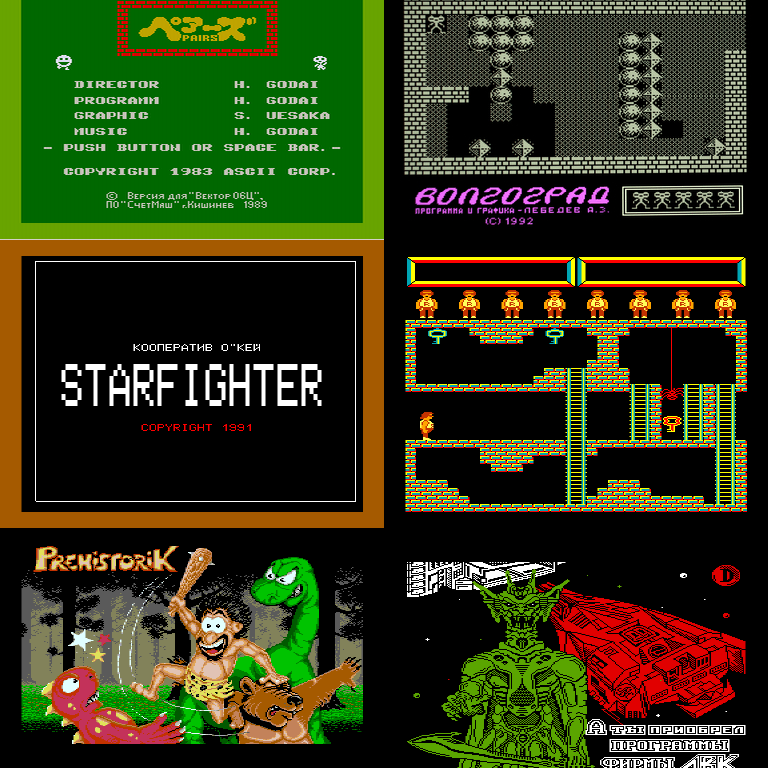 ペアーズ
PAIRS
DIRECTOR H. GODAI
PROGRAMM H. GODAI
GRAPHIC S. UESAKA
MUSIC H. GODAI
- PUSH BUTTON OR SPACE BAR.-
COPYRIGHT 1983 ASCII CORP.
© Версия для "Вектор 06Ц".
ПО "СчетМаш" г.Кишинев 1989
ВОЛГОГРАД
ПРОГРАММА И ГРАФИКА - ЛЕБЕДЕВ А.Э.
(C) 1992
КООПЕРАТИВ О"КЕЙ
STARFIGHTER
COPYRIGHT 1991
PREHISTORIK
D
А ТЫ ПРИОБРЕЛ
ПРОГРАММЫ
ФИРМЫ АВК